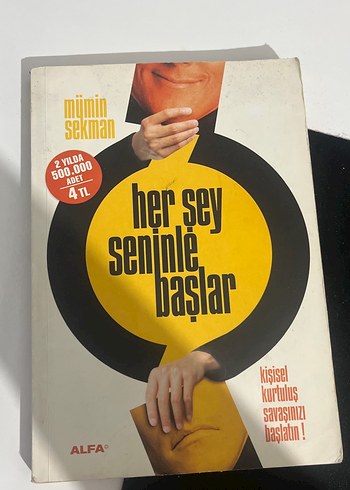 mümin
sekman
2 YILDA
500.000
ADET
4 TL
her şey
seninle
başlar
kişisel
kurtuluş
savaşınızı
başlatın !
ALFA®